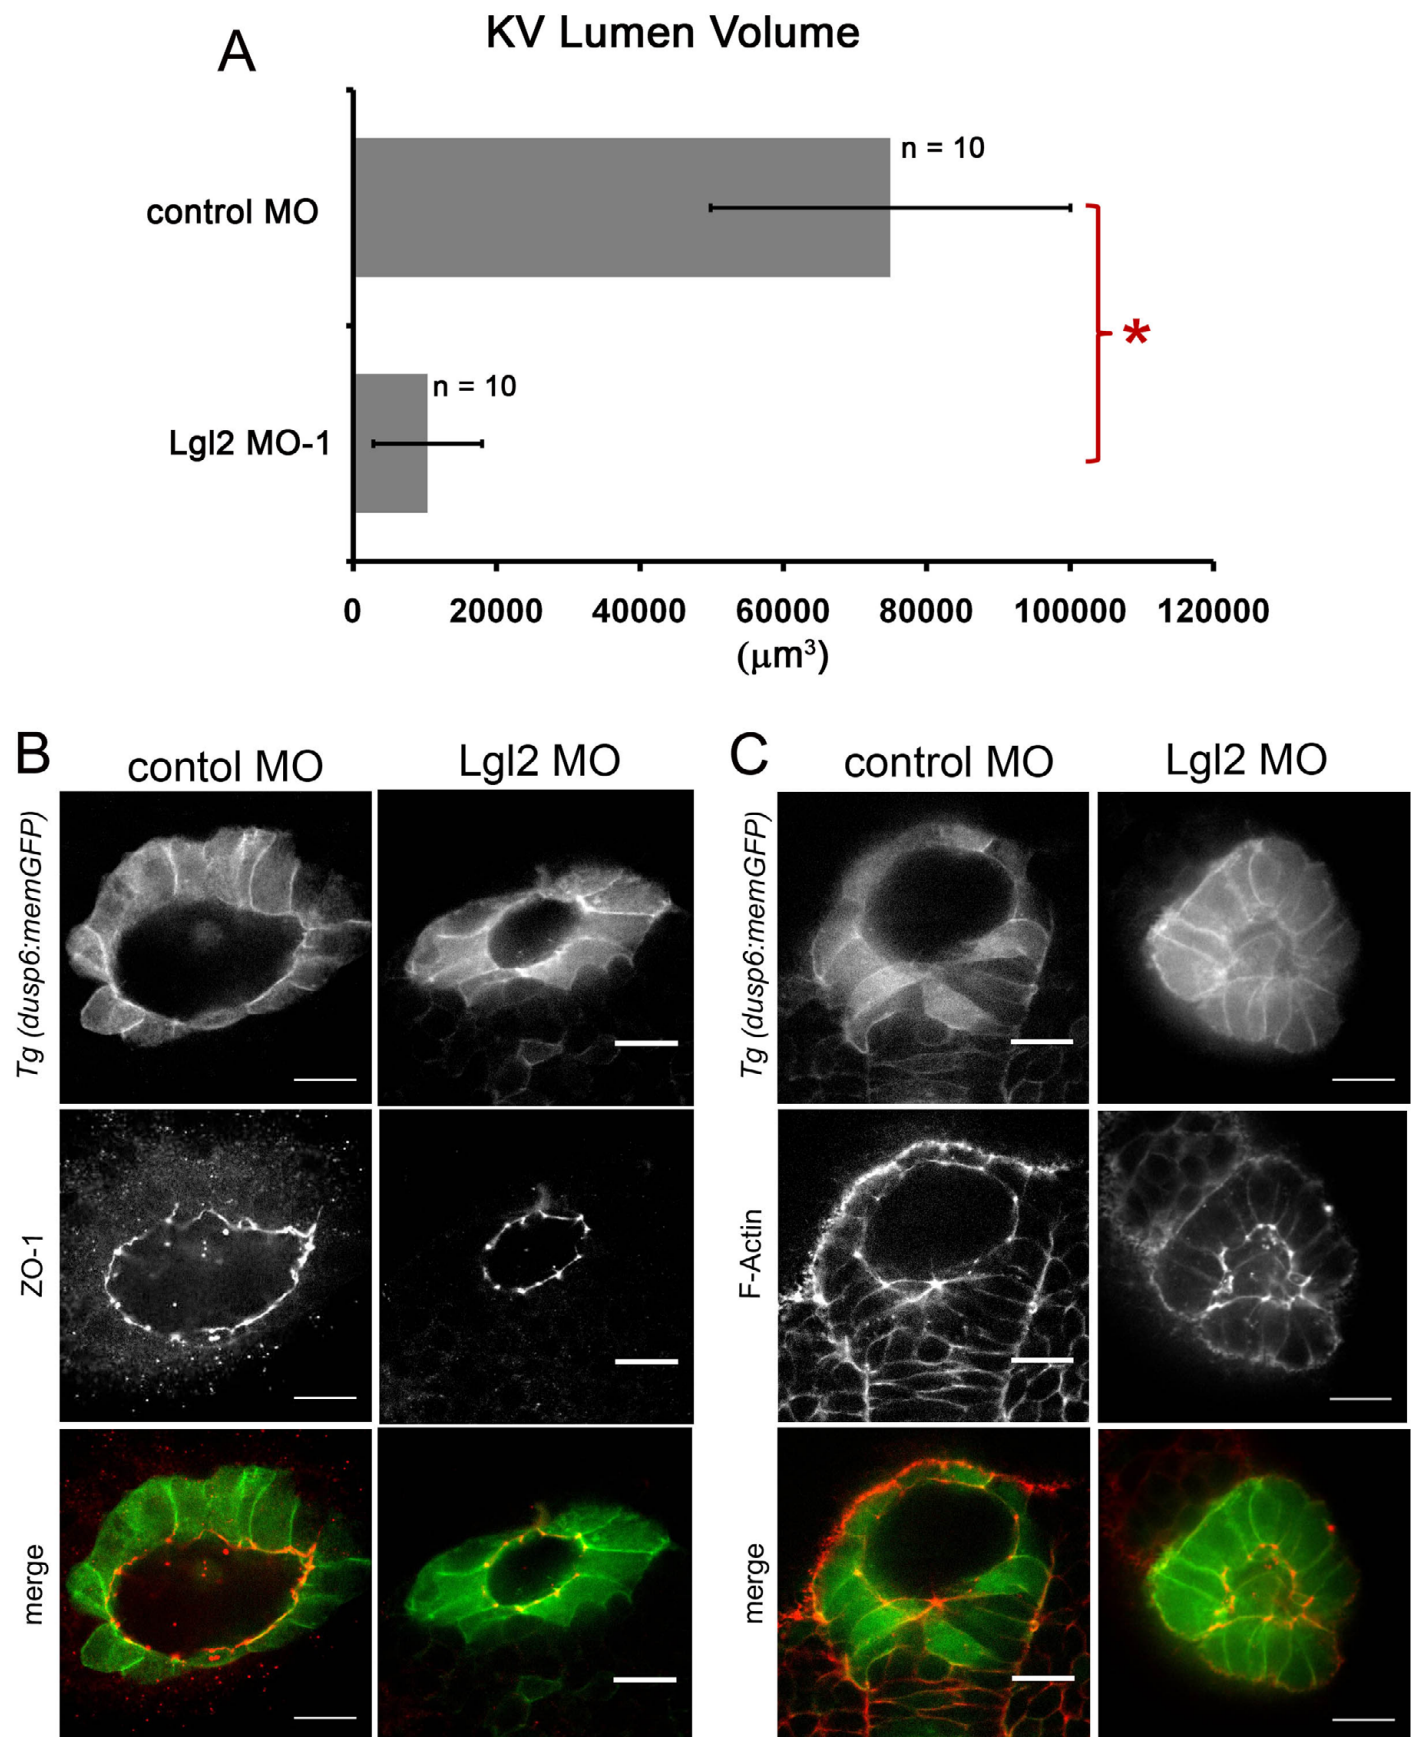 A
KV Lumen Volume
n = 10
control MO
*
n = 10
Lgl2 MO-1
0 20000 40000 60000 80000 100000 120000
(μm³)
B
contol MO
Lgl2 MO
Tg (dusp6:memGFP)
ZO-1
merge
C
control MO
Lgl2 MO
Tg (dusp6:memGFP)
F-Actin
merge